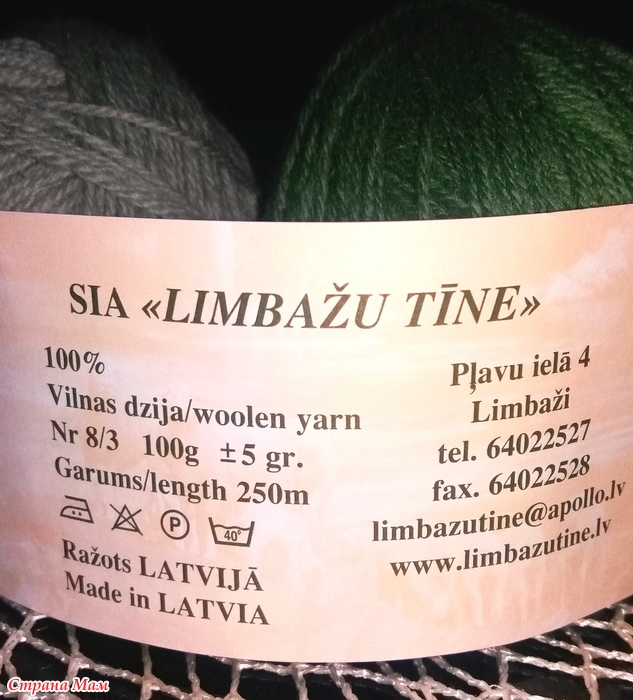 SIA «LIMBAŽU TĪNE»
100%
Vilnas dzija/woolen yarn
Nr 8/3 100g ±5 gr.
Garums/length 250m
P 40°
Ražots LATVIJĀ
Made in LATVIA
Pļavu ielā 4
Limbaži
tel. 64022527
fax. 64022528
limbazutine@apollo.lv
www.limbazutine.lv
Страна Мам